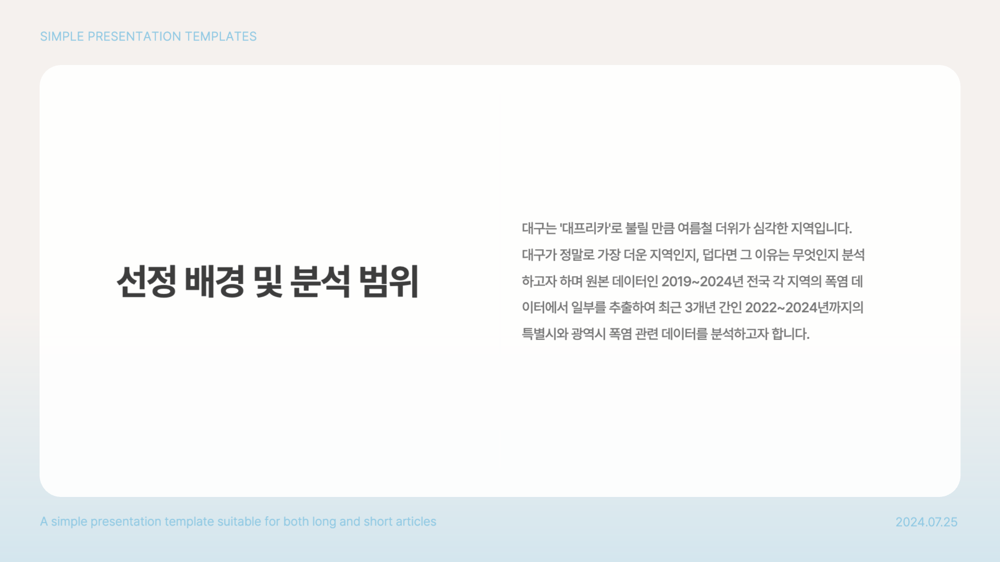 SIMPLE PRESENTATION TEMPLATES
선정 배경 및 분석 범위
대구는 '대프리카'로 불릴 만큼 여름철 더위가 심각한 지역입니다.
대구가 정말로 가장 더운 지역인지, 덥다면 그 이유는 무엇인지 분석
하고자 하며 원본 데이터인 2019~2024년 전국 각 지역의 폭염 데
이터에서 일부를 추출하여 최근 3개년 간인 2022~2024년까지의
특별시와 광역시 폭염 관련 데이터를 분석하고자 합니다.
A simple presentation template suitable for both long and short articles
2024.07.25